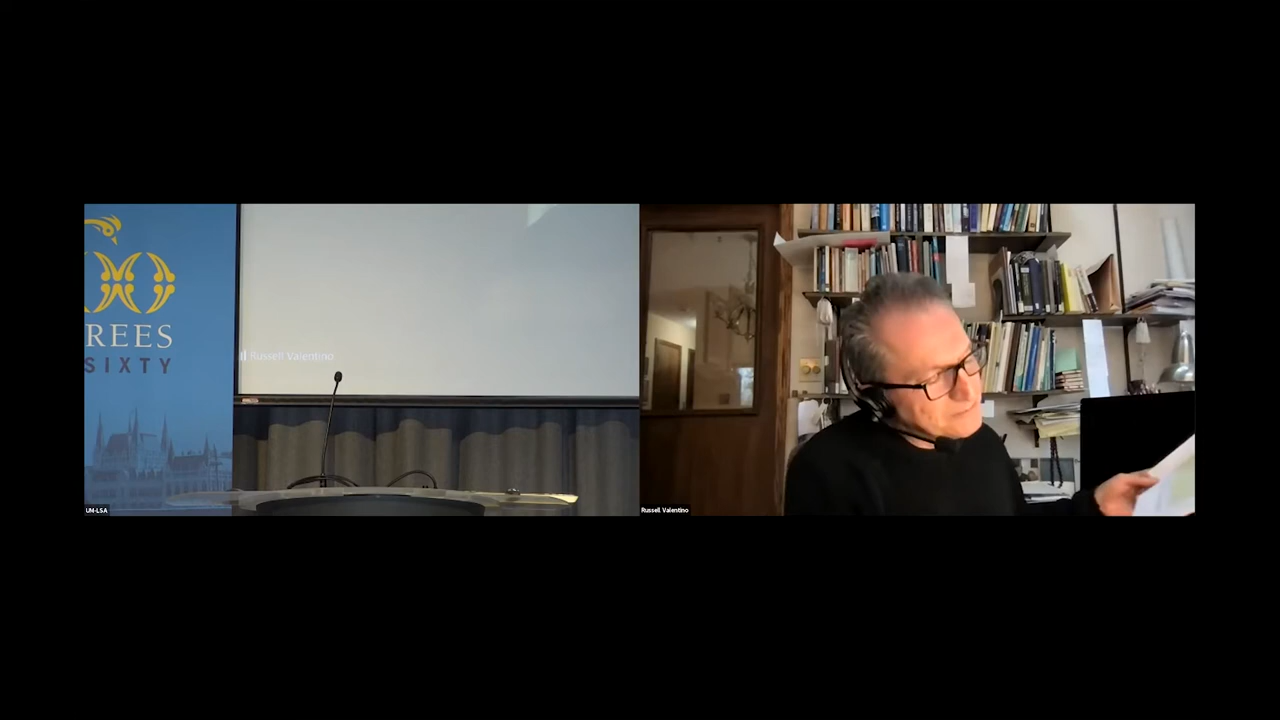 REES
SIXTY
Russell Valentino
UM-LSA
Russell Valentino